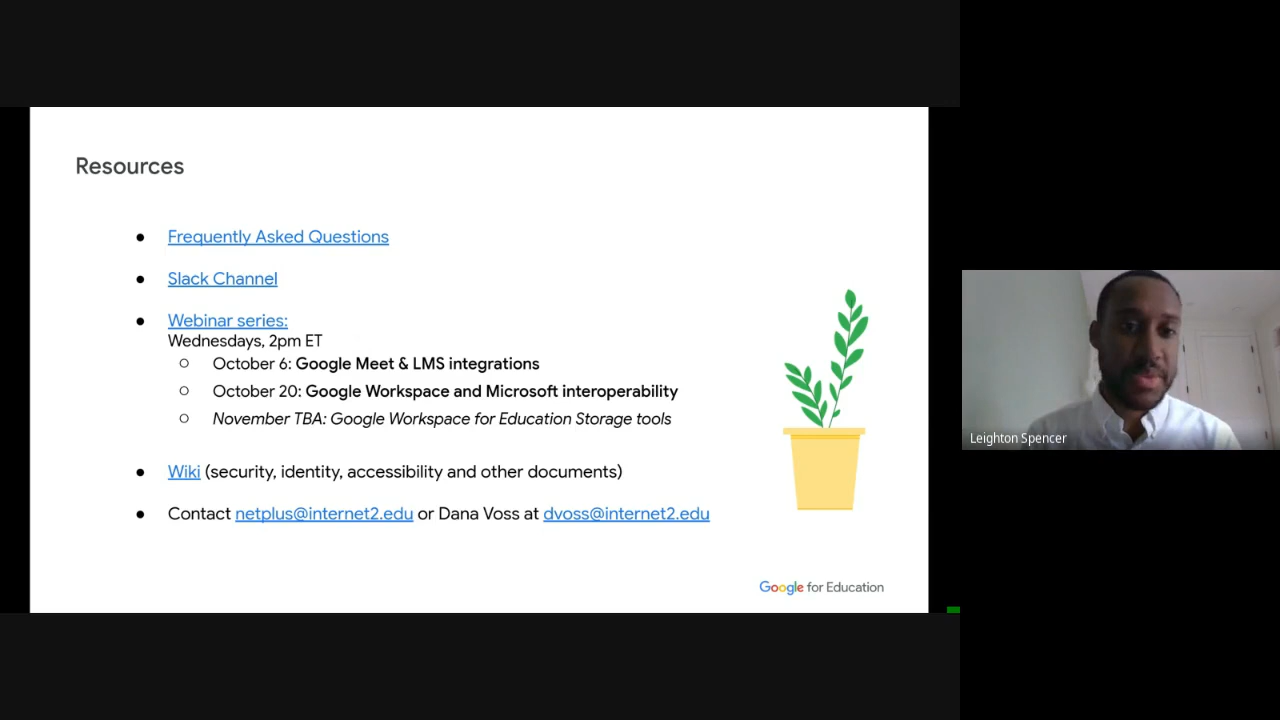 Resources
● Frequently Asked Questions
● Slack Channel
● Webinar series:
Wednesdays, 2pm ET
○ October 6: Google Meet & LMS integrations
○ October 20: Google Workspace and Microsoft interoperability
○ November TBA: Google Workspace for Education Storage tools
● Wiki (security, identity, accessibility and other documents)
● Contact netplus@internet2.edu or Dana Voss at dvoss@internet2.edu
Google for Education
Leighton Spencer